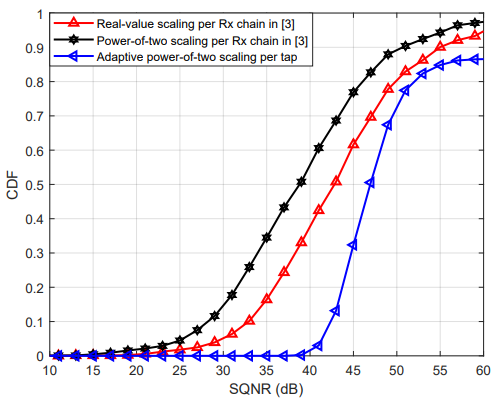 Real-value scaling per Rx chain in [3]
Power-of-two scaling per Rx chain in [3]
Adaptive power-of-two scaling per tap
1
0.9
0.8
0.7
0.6
0.5
0.4
0.3
0.2
0.1
0
CDF
10 15 20 25 30 35 40 45 50 55 60
SQNR (dB)